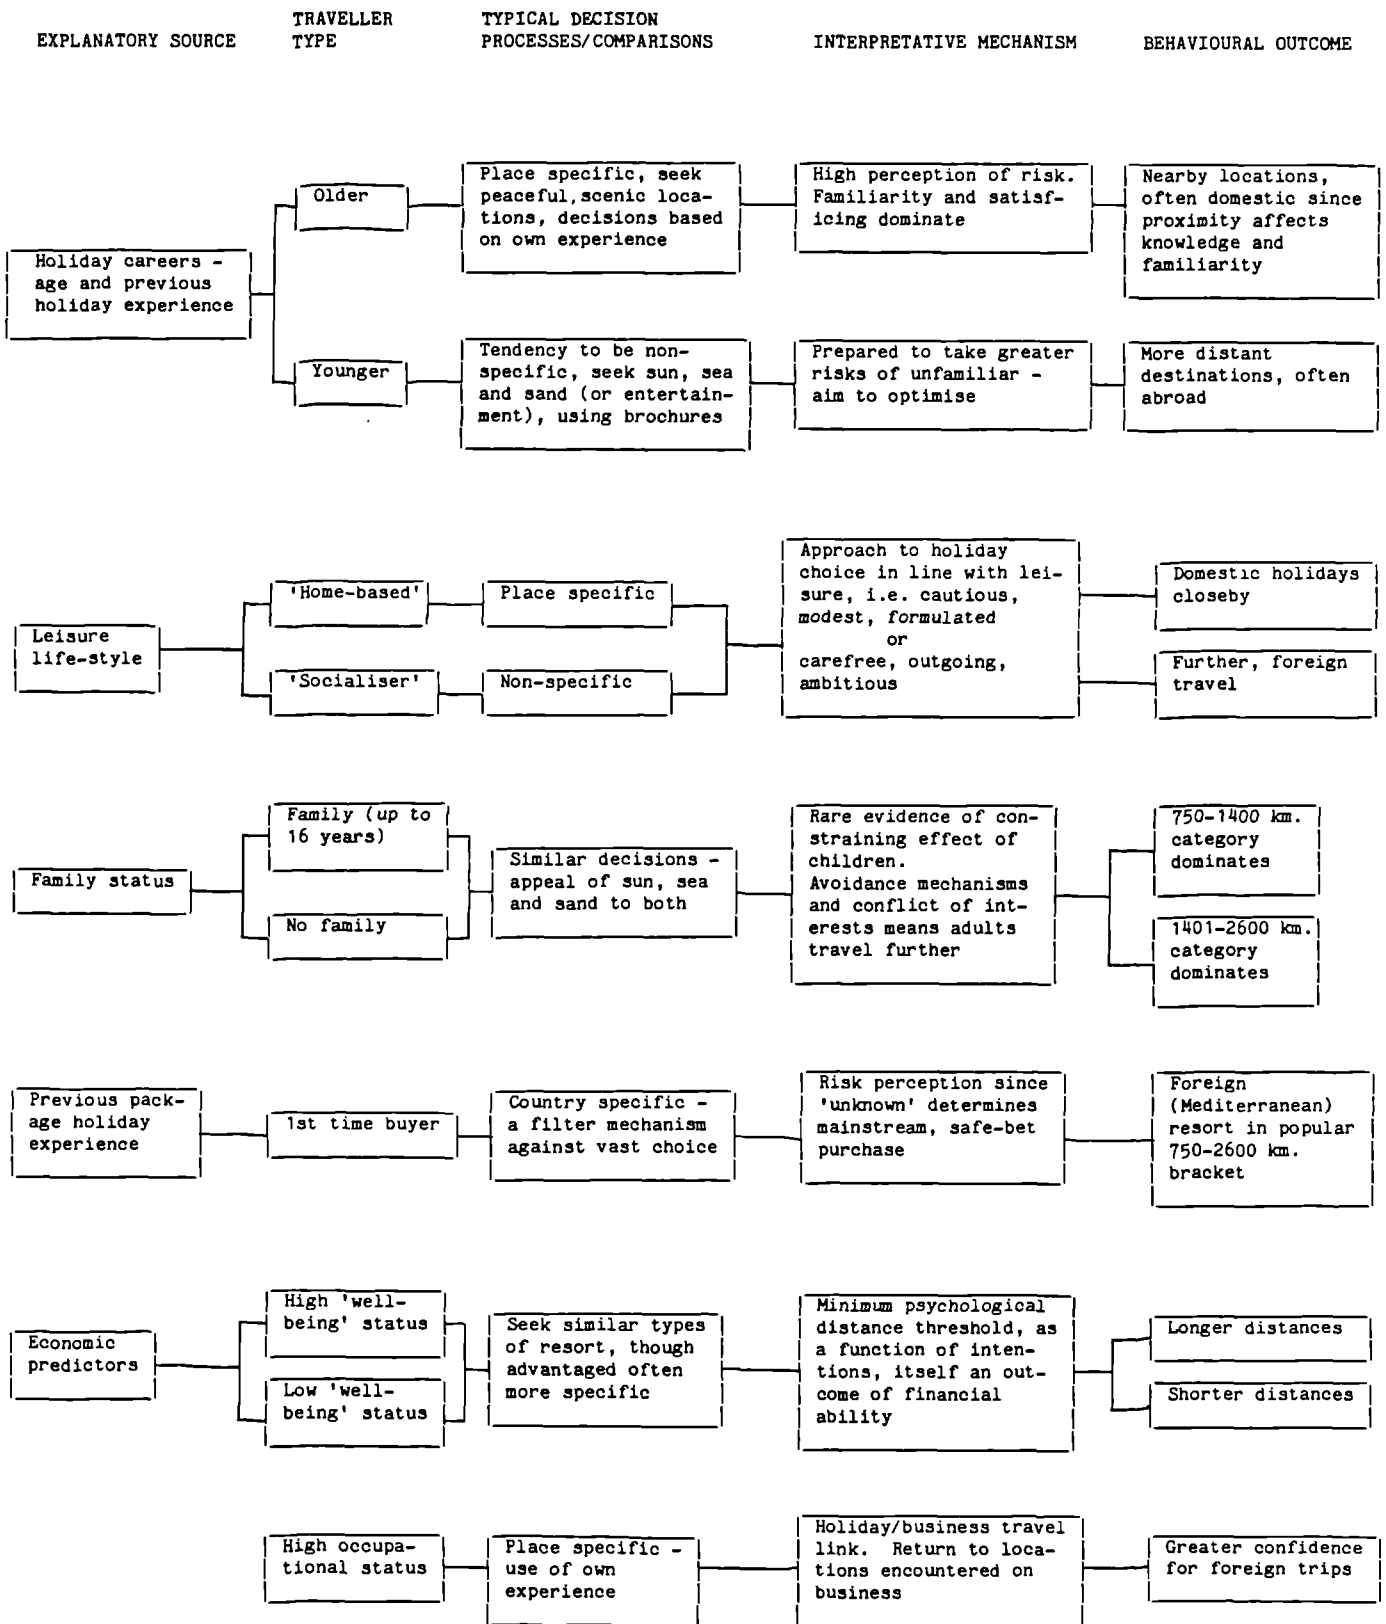 TRAVELLER
TYPE
TYPICAL DECISION
PROCESSES/COMPARISONS
EXPLANATORY SOURCE
INTERPRETATIVE MECHANISM
BEHAVIOURAL OUTCOME
Holiday careers -
age and previous
holiday experience
Older
Place specific, seek
peaceful,scenic loca-
tions, decisions based
on own experience
High perception of risk.
Familiarity and satisf-
icing dominate
Nearby locations,
often domestic since
proximity affects
knowledge and
familiarity
Younger
Tendency to be non-
specific, seek sun, sea
and sand (or entertain-
ment), using brochures
Prepared to take greater
risks of unfamiliar -
aim to optimise
More distant
destinations, often
abroad
Leisure
life-style
'Home-based'
Place specific
'Socialiser'
Non-specific
Approach to holiday
choice in line with lei-
sure, i.e. cautious,
modest, formulated
or
carefree, outgoing,
ambitious
Domestic holidays
closeby
Further, foreign
travel
Family status
Family (up to
16 years)
No family
Similar decisions -
appeal of sun, sea
and sand to both
Rare evidence of con-
straining effect of
children.
Avoidance mechanisms
and conflict of int-
erests means adults
travel further
750-1400 km.
category
dominates
1401-2600 km.
category
dominates
Previous pack-
age holiday
experience
1st time buyer
Country specific -
a filter mechanism
against vast choice
Risk perception since
'unknown' determines
mainstream, safe-bet
purchase
Foreign
(Mediterranean)
resort in popular
750-2600 km.
bracket
Economic
predictors
High 'well-
being' status
Low 'well-
being' status
Seek similar types
of resort, though
advantaged often
more specific
Minimum psychological
distance threshold, as
a function of inten-
tions, itself an out-
come of financial
ability
Longer distances
Shorter distances
High occupa-
tional status
Place specific -
use of own
experience
Holiday/business travel
link. Return to loca-
tions encountered on
business
Greater confidence
for foreign trips